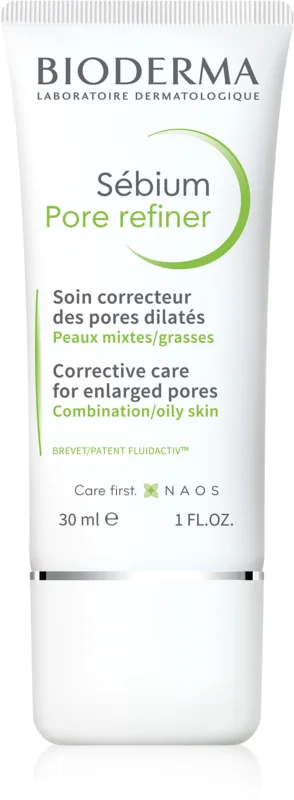 BIODERMA
LABORATOIRE DERMATOLOGIQUE
Sébium
Pore refiner
Soin correcteur
des pores dilatés
Peaux mixtes/grasses
Corrective care
for enlarged pores
Combination/oily skin
BREVET/PATENT FLUIDACTIV™
Care first. NAOS
30 ml ℮ 1 FL.OZ.